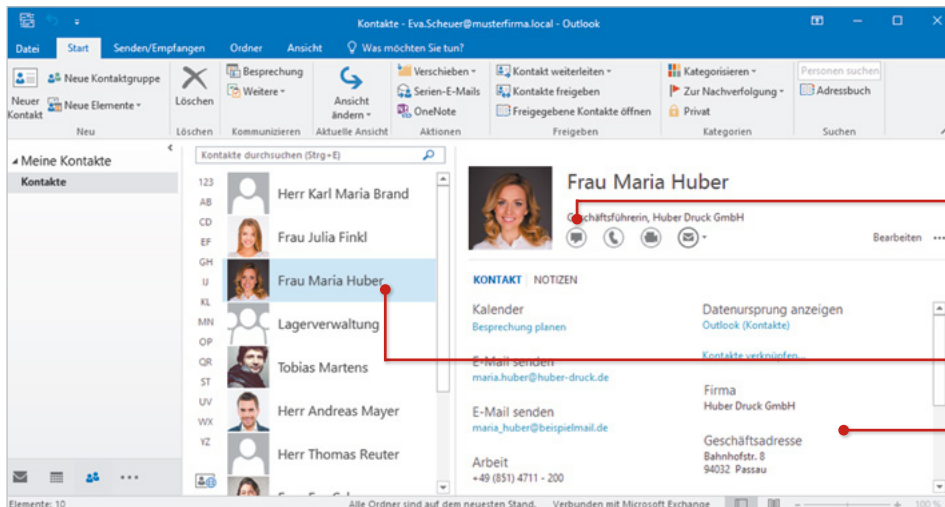 Kontakte - Eva.Scheuer@musterfirma.local - Outlook
Datei Start Senden/Empfangen Ordner Ansicht Was möchten Sie tun?
Neuer Kontakt
Neue Kontaktgruppe
Neue Elemente
Neu
Löschen
Löschen
Besprechung
Weitere
Kommunizieren
Ansicht ändern
Aktuelle Ansicht
Verschieben
Serien-E-Mails
OneNote
Aktionen
Kontakt weiterleiten
Kontakte freigeben
Freigegebene Kontakte öffnen
Freigeben
Kategorisieren
Zur Nachverfolgung
Privat
Kategorien
Personen suchen
Adressbuch
Suchen
Meine Kontakte
Kontakte
Kontakte durchsuchen (Strg+E)
123
AB
CD
EF
GH
IJ
KL
MN
OP
QR
ST
UV
WX
YZ
Herr Karl Maria Brand
Frau Julia Finkl
Frau Maria Huber
Lagerverwaltung
Tobias Martens
Herr Andreas Mayer
Herr Thomas Reuter
Frau Maria Huber
Geschäftsführerin, Huber Druck GmbH
Bearbeiten ...
KONTAKT NOTIZEN
Kalender
Besprechung planen
E-Mail senden
maria.huber@huber-druck.de
E-Mail senden
maria_huber@beispielmail.de
Arbeit
+49 (851) 4711 - 200
Datenursprung anzeigen
Outlook (Kontakte)
Kontakte verknüpfen...
Firma
Huber Druck GmbH
Geschäftsadresse
Bahnhofstr. 8
94032 Passau
Elemente: 10 Alle Ordner sind auf dem neuesten Stand. Verbunden mit Microsoft Exchange 100 %